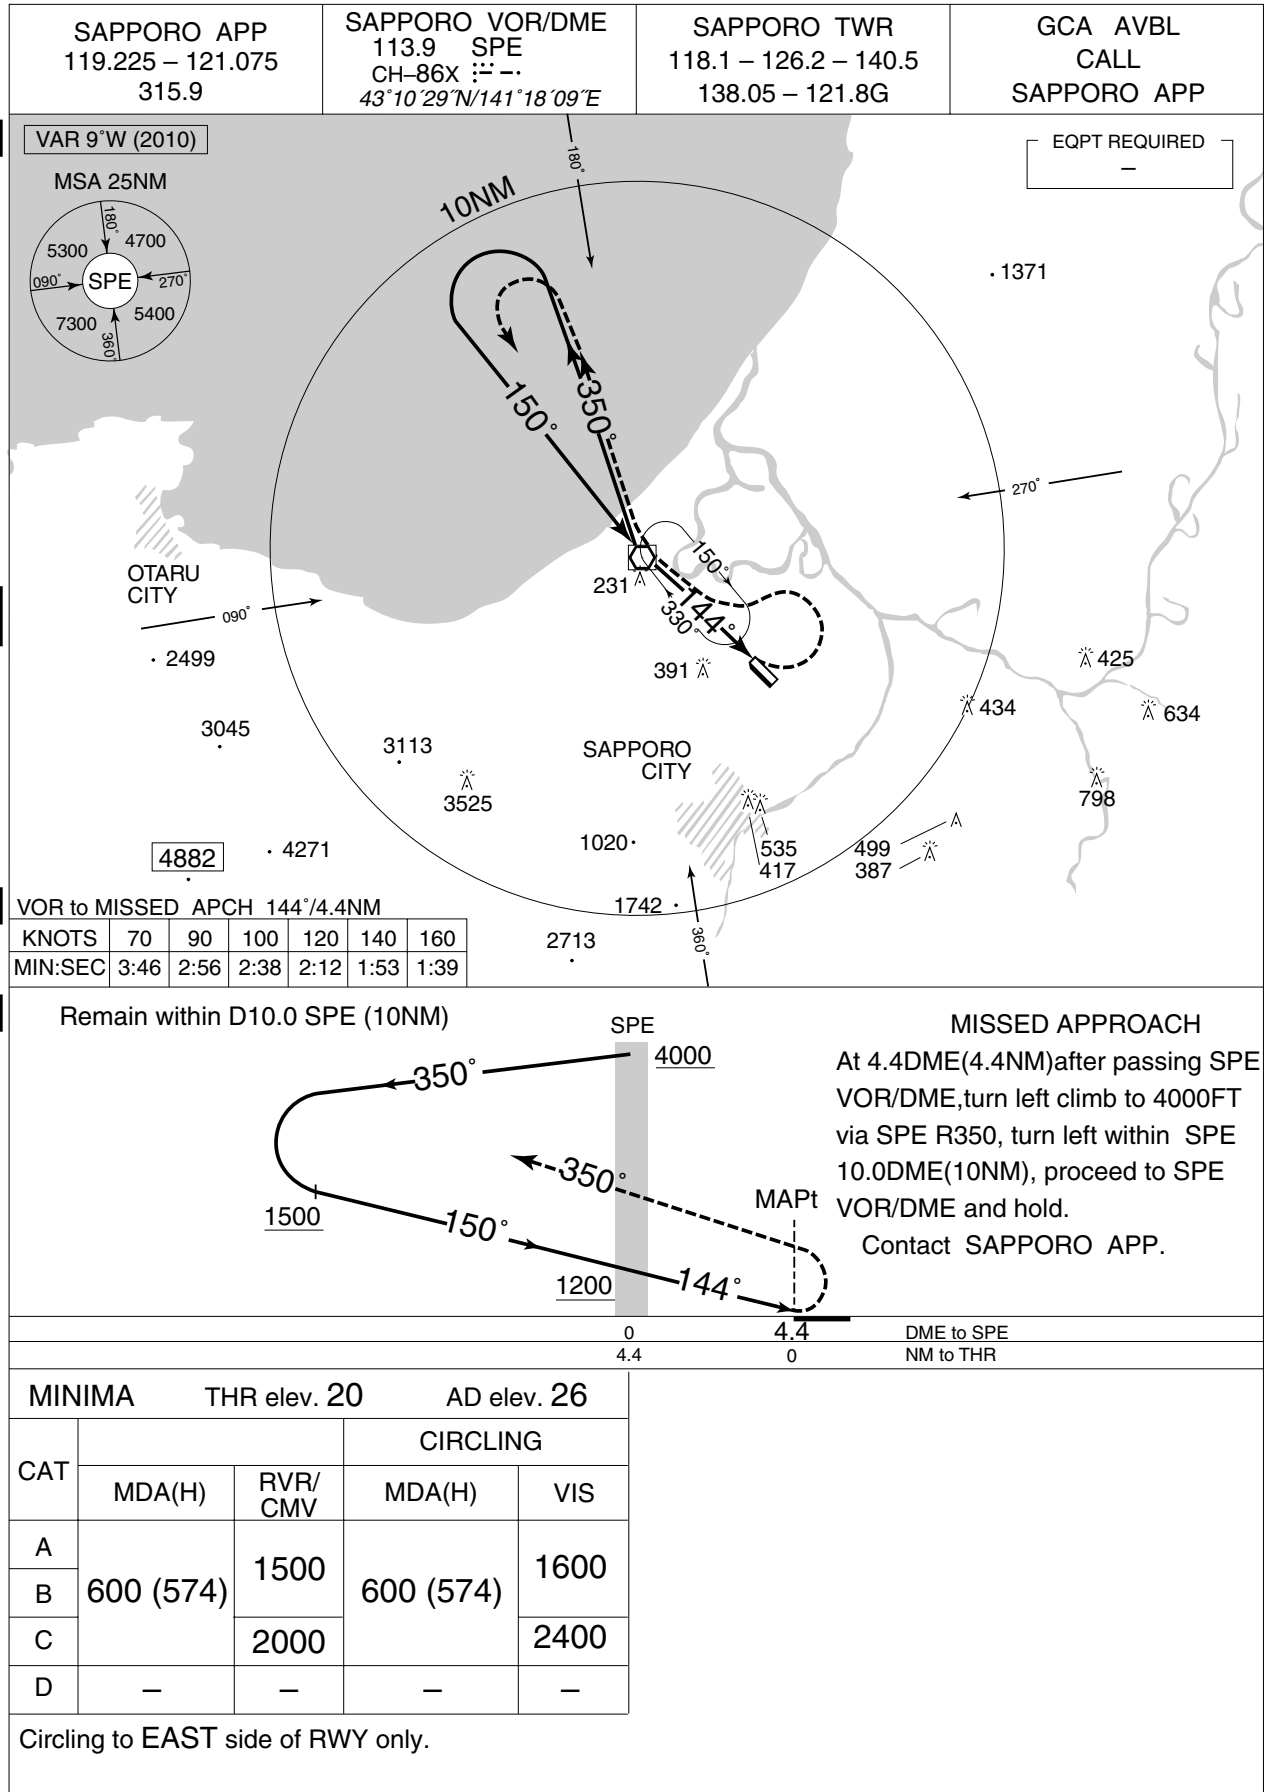 SAPPORO APP
119.225 – 121.075
315.9
SAPPORO VOR/DME
113.9 SPE
CH–86X
43°10´29˝N/141°18´09˝E
SAPPORO TWR
118.1 – 126.2 – 140.5
138.05 – 121.8G
GCA AVBL
CALL
SAPPORO APP
VAR 9°W (2010)
MSA 25NM
180°
5300
4700
090°
SPE
270°
7300
5400
360°
EQPT REQUIRED
–
180°
10NM
1371
150°
350°
270°
OTARU
CITY
090°
231
150°
330°
144°
2499
391
425
434
634
3045
3113
3525
SAPPORO
CITY
798
4882
4271
1020
535
417
499
387
1742
360°
2713
VOR to MISSED APCH 144°/4.4NM
KNOTS 70 90 100 120 140 160
MIN:SEC 3:46 2:56 2:38 2:12 1:53 1:39
Remain within D10.0 SPE (10NM)
SPE
4000
350°
1500
150°
1200
350°
144°
MAPt
MISSED APPROACH
At 4.4DME(4.4NM)after passing SPE
VOR/DME,turn left climb to 4000FT
via SPE R350, turn left within SPE
10.0DME(10NM), proceed to SPE
VOR/DME and hold.
Contact SAPPORO APP.
0 4.4 DME to SPE
4.4 0 NM to THR
MINIMA THR elev. 20 AD elev. 26
CAT
CIRCLING
MDA(H) RVR/
CMV
MDA(H) VIS
A
B
C
600 (574)
1500
2000
600 (574)
1600
2400
D – – – –
Circling to EAST side of RWY only.